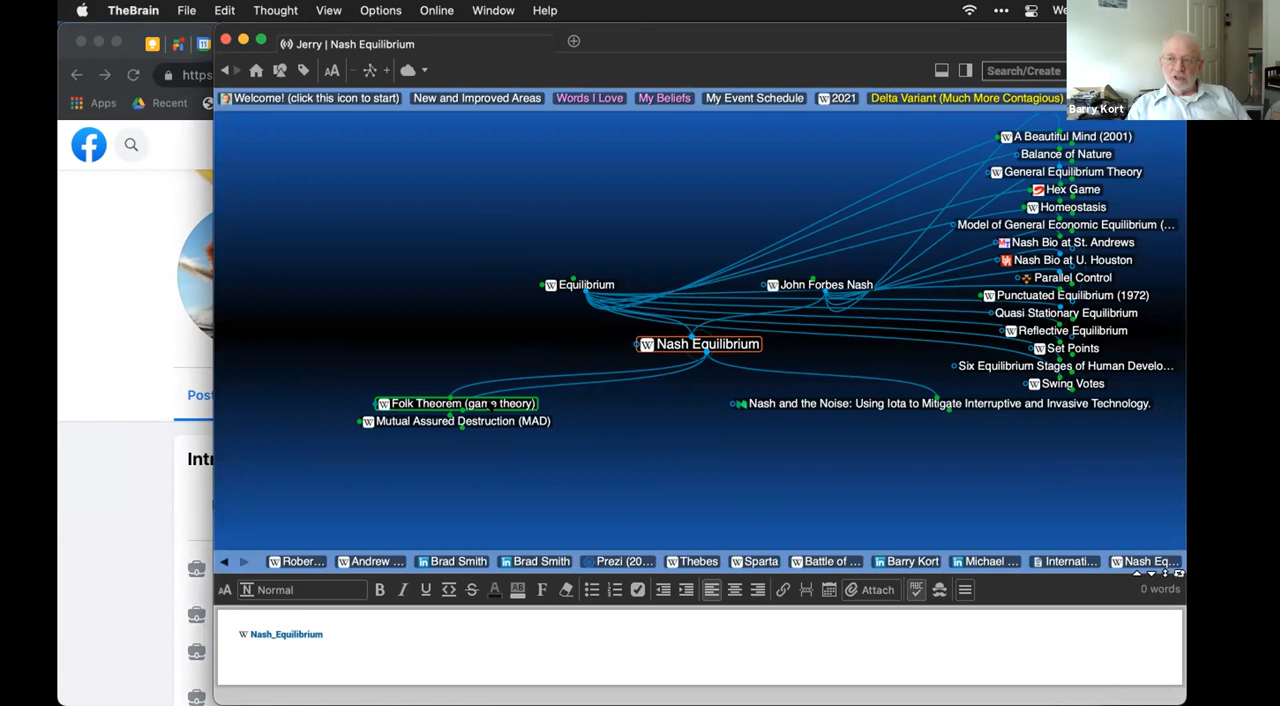 TheBrain File Edit Thought View Options Online Window Help
Jerry | Nash Equilibrium
https
Search/Create
Apps Recent
Welcome! (click this icon to start) New and Improved Areas Words I Love My Beliefs My Event Schedule 2021 Delta Variant (Much More Contagious)
Barry Kort
A Beautiful Mind (2001)
Balance of Nature
General Equilibrium Theory
Hex Game
Homeostasis
Model of General Economic Equilibrium (...
Nash Bio at St. Andrews
Nash Bio at U. Houston
Parallel Control
Punctuated Equilibrium (1972)
Quasi Stationary Equilibrium
Reflective Equilibrium
Set Points
Six Equilibrium Stages of Human Develo...
Swing Votes
Equilibrium
John Forbes Nash
Nash Equilibrium
Folk Theorem (game theory)
Mutual Assured Destruction (MAD)
Nash and the Noise: Using Iota to Mitigate Interruptive and Invasive Technology.
Pos
Intr
Rober... Andrew ... Brad Smith Brad Smith Prezi (20... Thebes Sparta Battle of ... Barry Kort Michael ... Internati... Nash Eq...
Normal
Attach
0 words
W Nash_Equilibrium